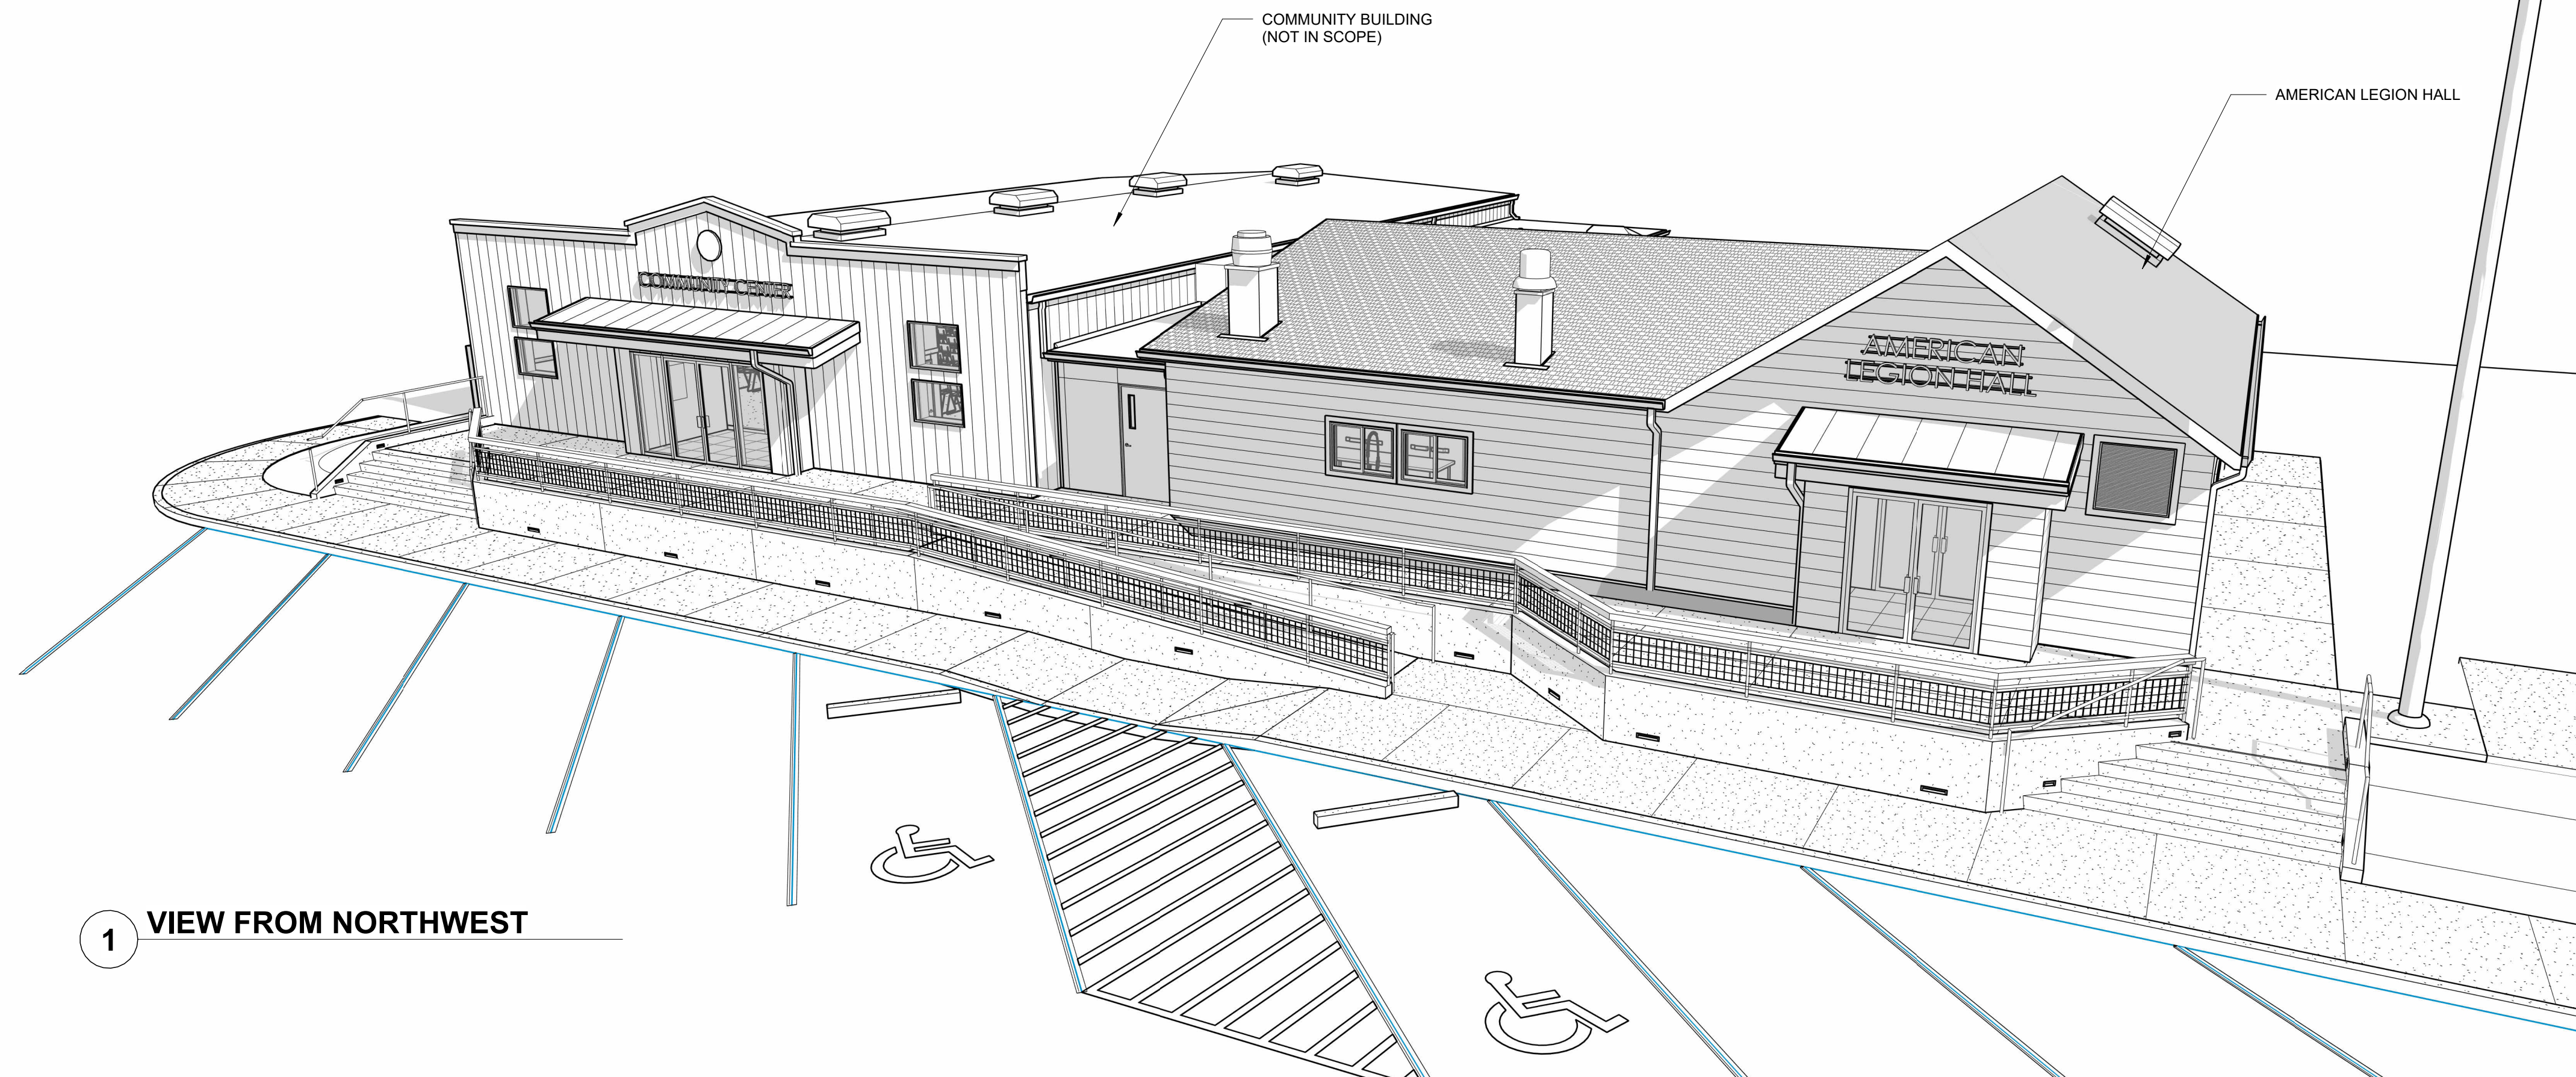 COMMUNITY BUILDING
(NOT IN SCOPE)
AMERICAN LEGION HALL
COMMUNITY CENTER
AMERICAN
LEGION HALL
1 VIEW FROM NORTHWEST